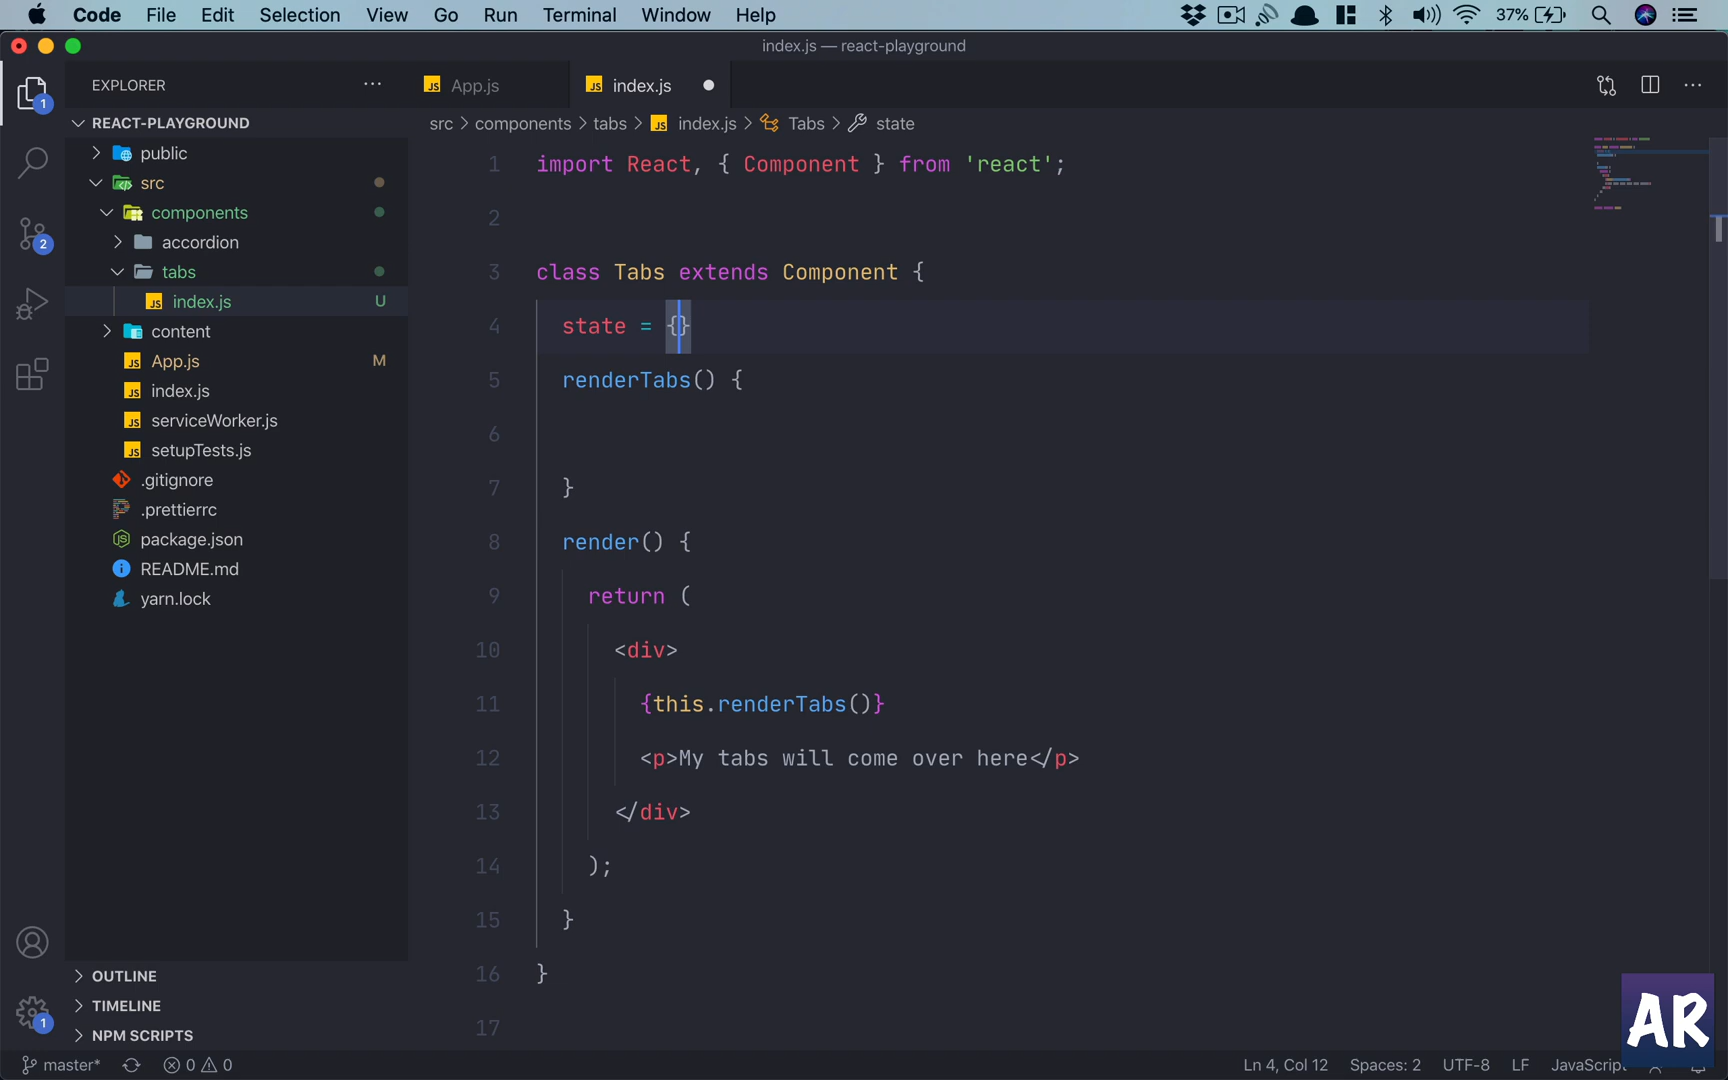 Code File Edit Selection View Go Run Terminal Window Help 37%
index.js — react-playground
EXPLORER
App.js
index.js
src > components > tabs > index.js > Tabs > state
REACT-PLAYGROUND
public
src
components
accordion
tabs
index.js U
content
App.js M
index.js
serviceWorker.js
setupTests.js
.gitignore
.prettierrc
package.json
README.md
yarn.lock
OUTLINE
TIMELINE
NPM SCRIPTS
1
2
2
1
1 import React, { Component } from 'react';
2
3 class Tabs extends Component {
4 state = {}
5 renderTabs() {
6
7 }
8 render() {
9 return (
10 <div>
11 {this.renderTabs()}
12 <p>My tabs will come over here</p>
13 </div>
14 );
15 }
16 }
17
AR
master* 0 0 Ln 4, Col 12 Spaces: 2 UTF-8 LF